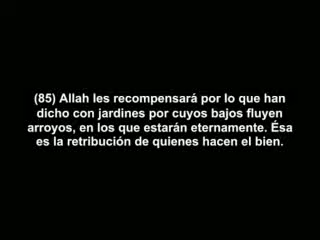 (85) Allah les recompensará por lo que han
dicho con jardines por cuyos bajos fluyen
arroyos, en los que estarán eternamente. Ésa
es la retribución de quienes hacen el bien.